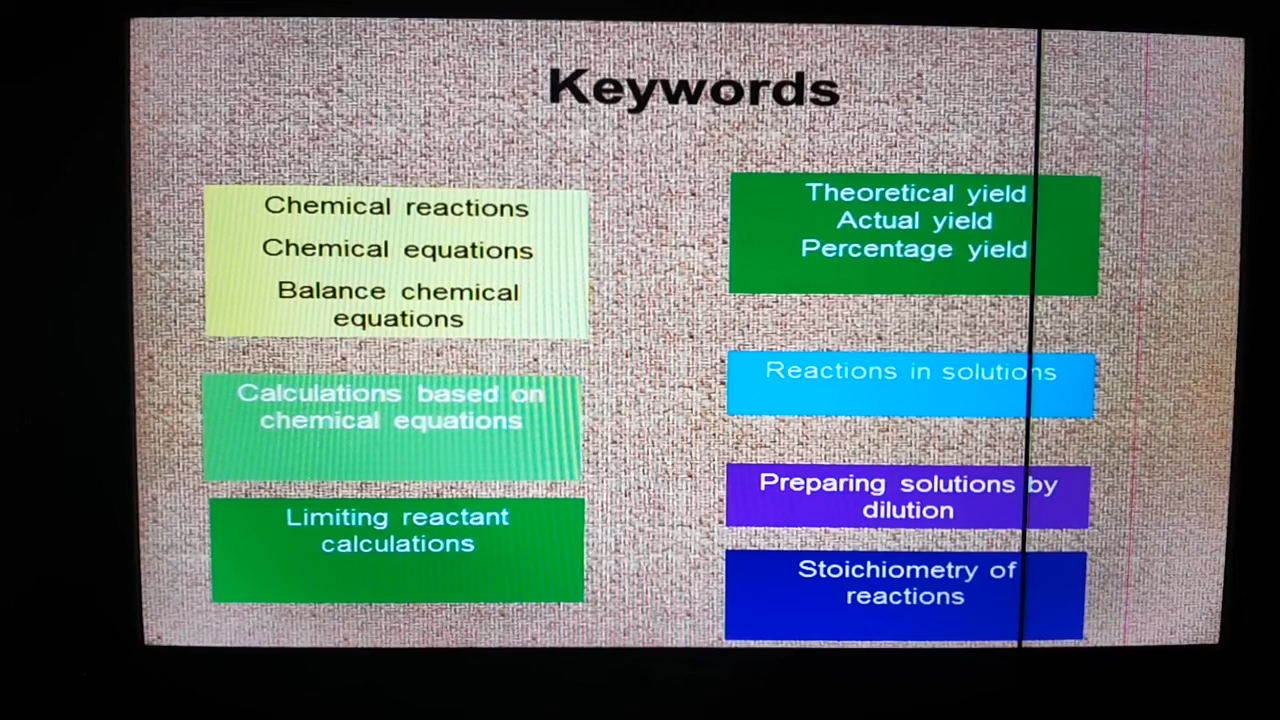 Keywords
Chemical reactions
Chemical equations
Balance chemical
equations
Calculations based on
chemical equations
Limiting reactant
calculations
Theoretical yield
Actual yield
Percentage yield
Reactions in solutions
Preparing solutions by
dilution
Stoichiometry of
reactions